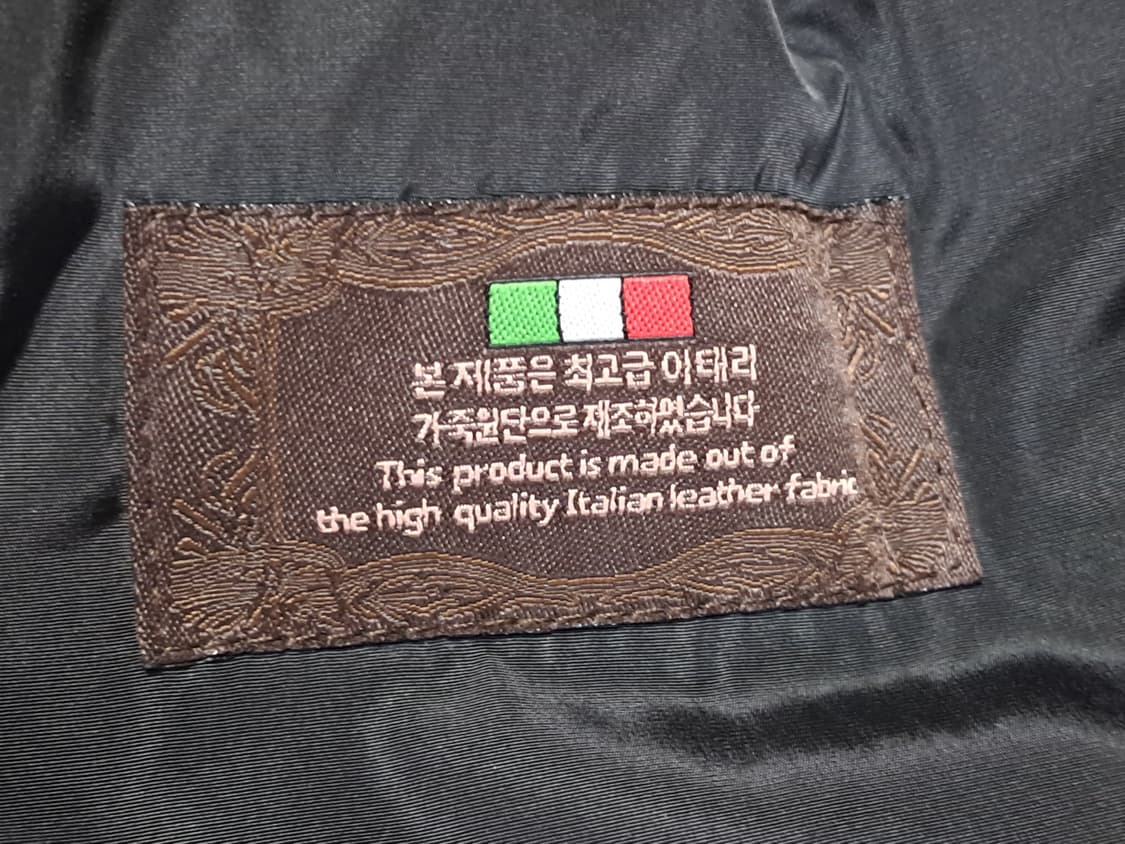 본 제품은 최고급 이태리
가죽원단으로 제조하였습니다
This product is made out of
the high quality Italian leather fabric